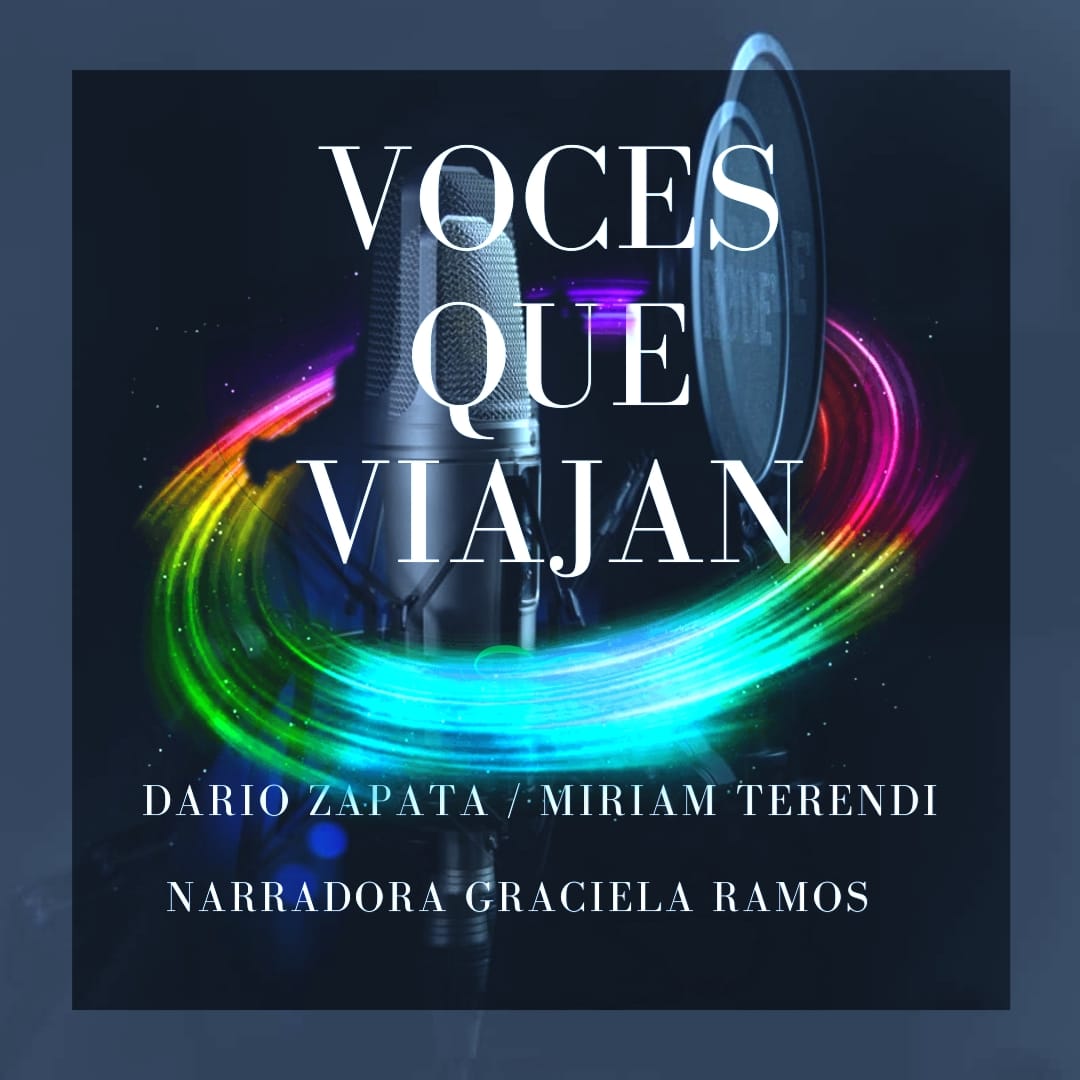 VOCES
QUE
VIAJAN
DARIO ZAPATA / MIRIAM TERENDI
NARRADORA GRACIELA RAMOS